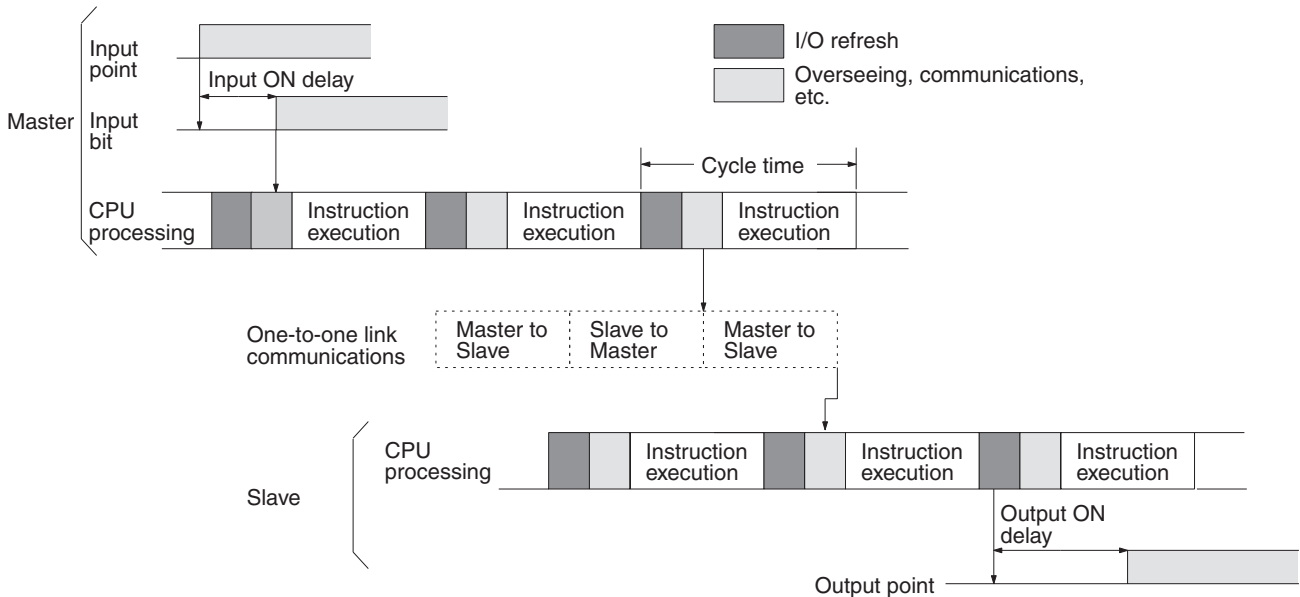 Input
point
I/O refresh
Overseeing, communications,
etc.
Input ON delay
Master
Input
bit
Cycle time
CPU
processing
Instruction
execution
Instruction
execution
Instruction
execution
One-to-one link
communications
Master to
Slave
Slave to
Master
Master to
Slave
CPU
processing
Instruction
execution
Instruction
execution
Instruction
execution
Slave
Output ON
delay
Output point